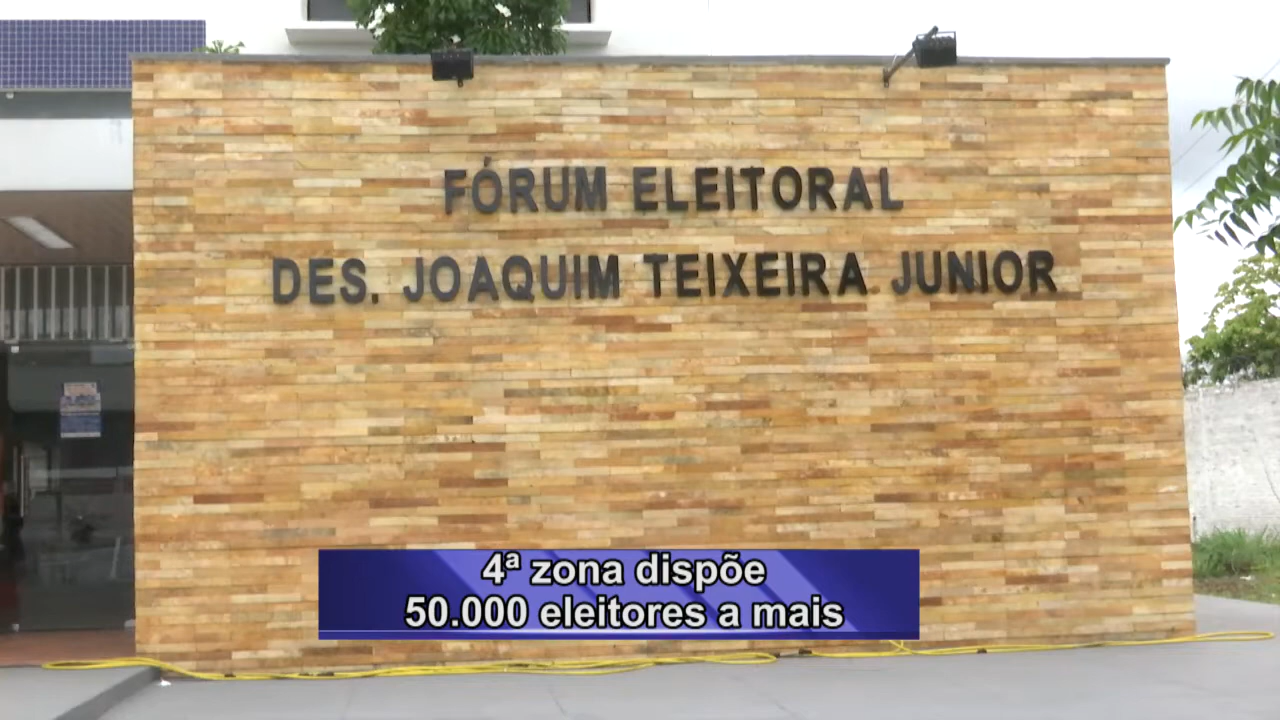 FÓRUM ELEITORAL
DES. JOAQUIM TEIXEIRA JUNIOR
4ª zona dispõe
50.000 eleitores a mais